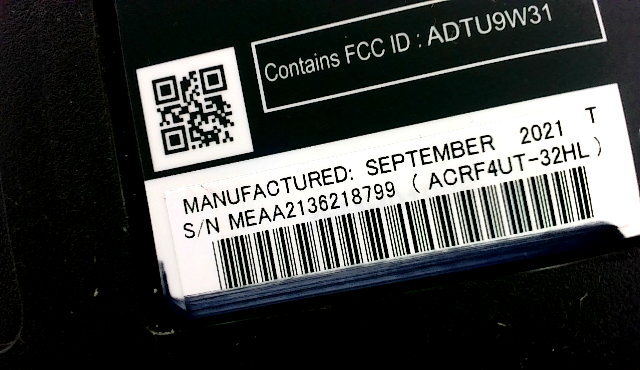 Contains FCC ID : ADTU9W31
MANUFACTURED: SEPTEMBER 2021 T
S/N MEAA2136218799 (ACRF4UT-32HL)